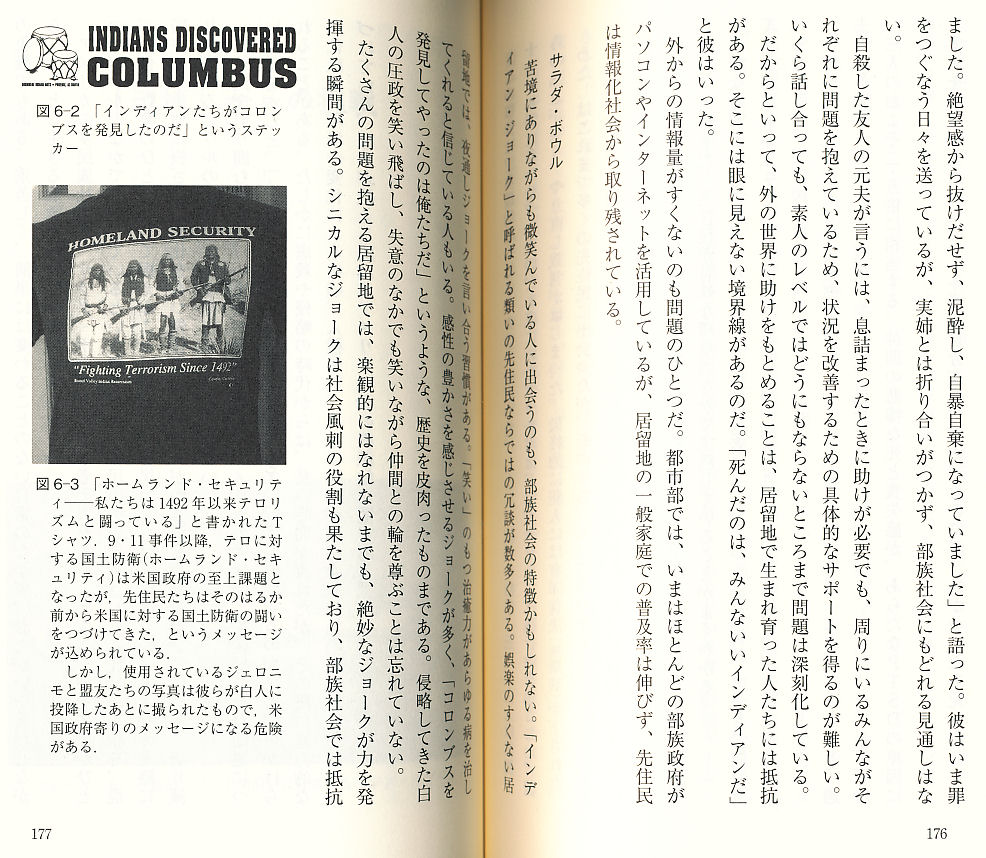 ました。絶望感から抜けだせず、泥酔し、自暴自棄になっていました」と語った。彼はいま罪
をつぐなう日々を送っているが、実姉とは折り合いがつかず、部族社会にもどれる見通しはな
い。
自殺した友人の元夫が言うには、息詰まったときに助けが必要でも、周りにいるみんながそ
れぞれに問題を抱えているため、状況を改善するための具体的なサポートを得るのが難しい。
いくら話し合っても、素人のレベルではどうにもならないところまで問題は深刻化している。
だからといって、外の世界に助けをもとめることは、居留地で生まれ育った人たちには抵抗
がある。そこには眼に見えない境界線があるのだ。「死んだのは、みんないいインディアンだ」
と彼はいった。
外からの情報量がすくないのも問題のひとつだ。都市部では、いまはほとんどの部族政府が
パソコンやインターネットを活用しているが、居留地の一般家庭での普及率は伸びず、先住民
は情報化社会から取り残されている。
サラダ・ボウル
苦境にありながらも微笑んでいる人に出会うのも、部族社会の特徴かもしれない。「インデ
ィアン・ジョーク」と呼ばれる類いの先住民ならではの冗談が数多くある。娯楽のすくない居
176
留地では、夜通しジョークを言い合う習慣がある。「笑い」のもつ治癒力があらゆる病を治し
てくれると信じている人もいる。感性の豊かさを感じさせるジョークが多く、「コロンブスを
発見してやったのは俺たちだ」というような、歴史を皮肉ったものまである。侵略してきた白
人の圧政を笑い飛ばし、失意のなかでも笑いながら仲間との輪を尊ぶことは忘れていない。
たくさんの問題を抱える居留地では、楽観的にはなれないまでも、絶妙なジョークが力を発
揮する瞬間がある。シニカルなジョークは社会風刺の役割も果たしており、部族社会では抵抗
INDIANS DISCOVERED
COLUMBUS
図6-2 「インディアンたちがコロン
ブスを発見したのだ」というステッ
カー
HOMELAND SECURITY
"Fighting Terrorism Since 1492"
図6-3 「ホームランド・セキュリテ
ィ——私たちは1492年以来テロリ
ズムと闘っている」と書かれたT
シャツ．9・11事件以降，テロに対
する国土防衛(ホームランド・セキ
ュリティ)は米国政府の至上課題と
なったが，先住民たちはそのはるか
前から米国に対する国土防衛の闘い
をつづけてきた，というメッセージ
が込められている．
しかし，使用されているジェロニ
モと盟友たちの写真は彼らが白人に
投降したあとに撮られたもので，米
国政府寄りのメッセージになる危険
がある．
177